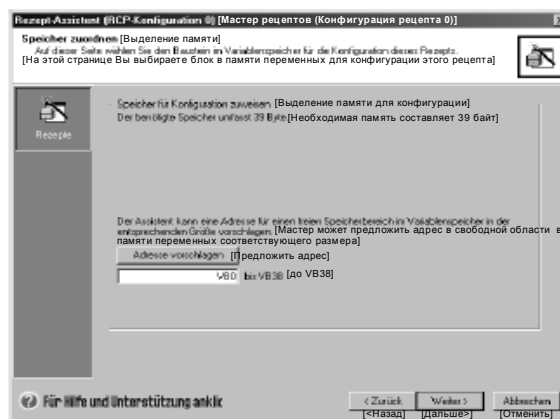 Rezept-Assistent (RCP-Konfiguration 0) [Мастер рецептов (Конфигурация рецепта 0)]
Speicher zuordnen [Выделение памяти]
Auf dieser Seite wählen Sie den Baustein im Variablenspeicher für die Konfiguration dieses Rezepts.
[На этой странице Вы выбираете блок в памяти переменных для конфигурации этого рецепта]
Rezepte
Speicher für Konfiguration zuweisen [Выделение памяти для конфигурации]
Der benötigte Speicher umfasst 39 Byte. [Необходимая память составляет 39 байт]
Der Assistent kann eine Adresse für einen freien Speicherbereich im Variablenspeicher in der
entsprechenden Größe vorschlagen. [Мастер может предложить адрес в свободной области в
памяти переменных соответствующего размера]
Adresse vorschlagen [Предложить адрес]
VB0 bis VB38 [до VB38]
Für Hilfe und Unterstützung anklic
< Zurück Weiter > Abbrechen
[<Назад] [Дальше>] [Отменить]